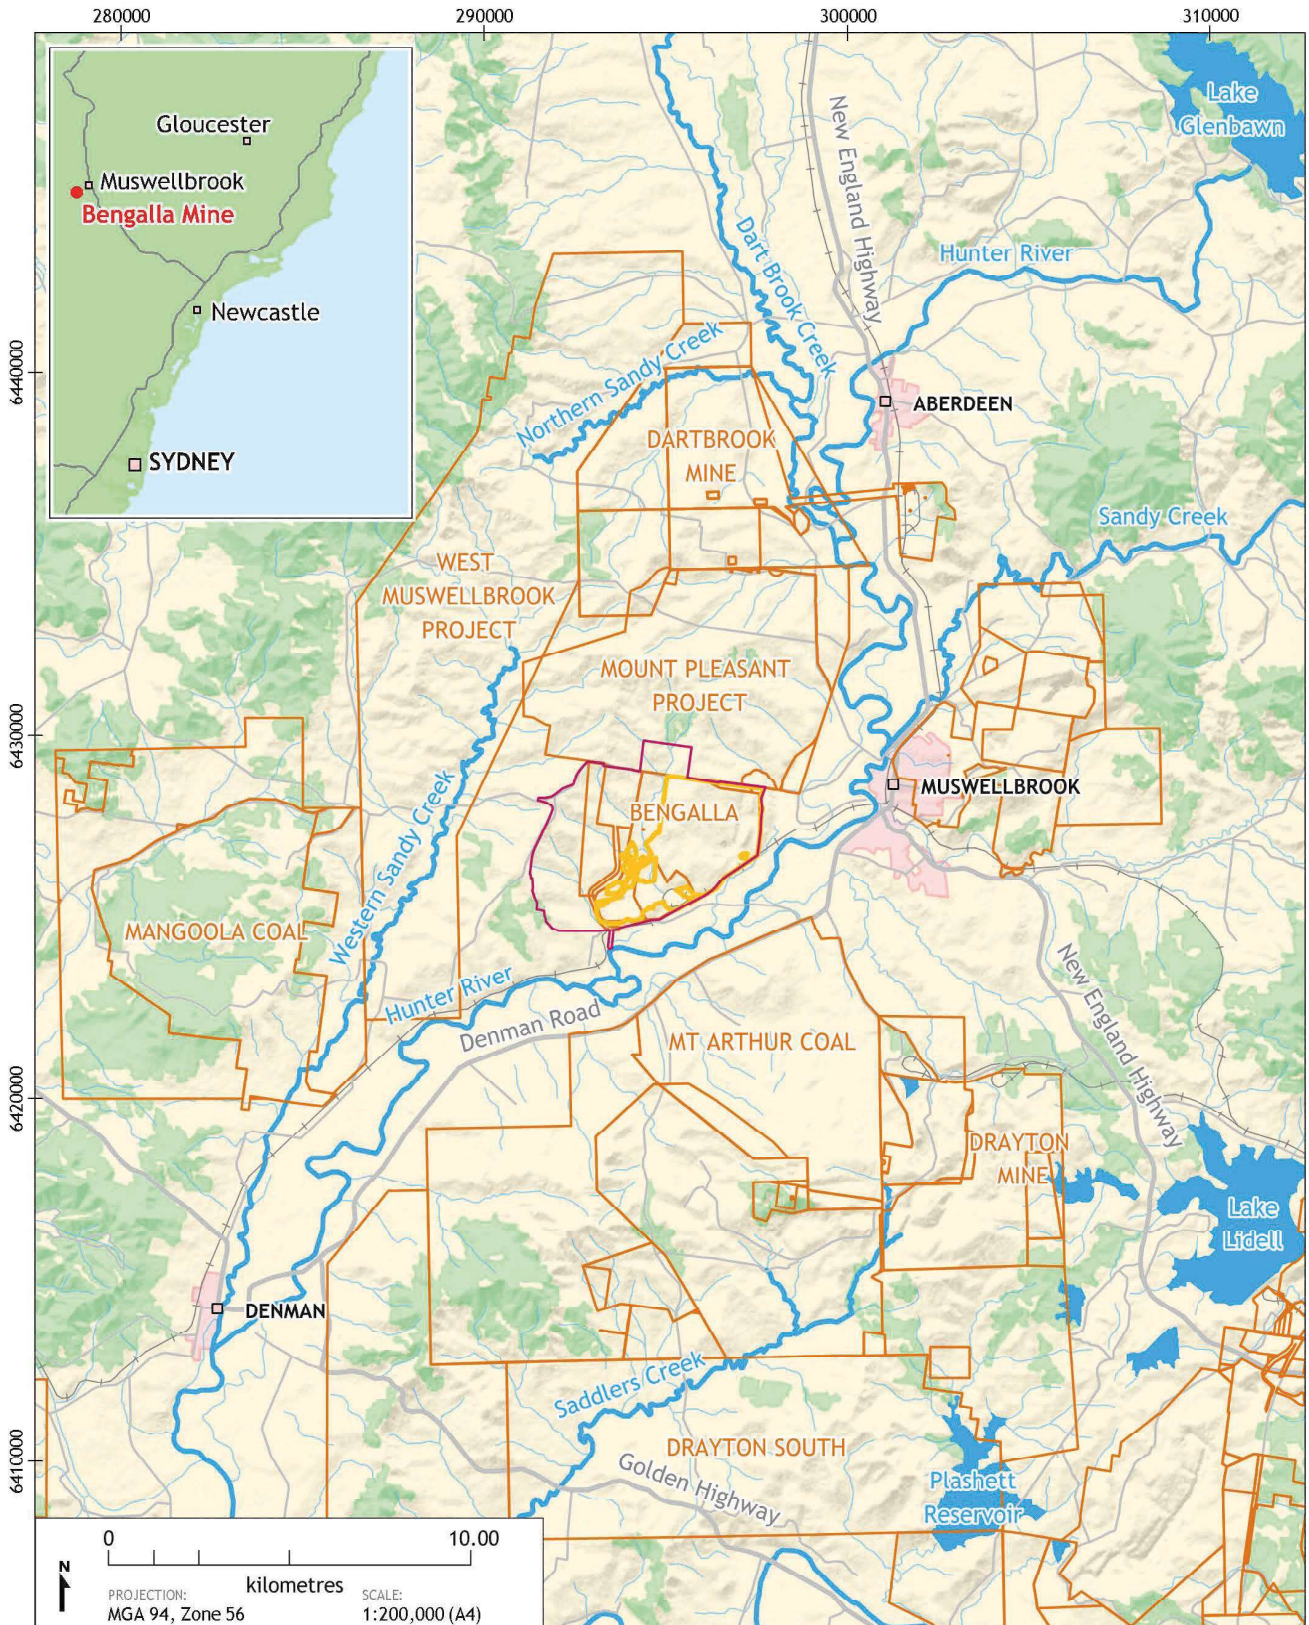 280000
290000
300000
310000
Gloucester
Muswellbrook
Bengalla Mine
Newcastle
SYDNEY
Lake
Glenbawn
New England Highway
Dart Brook Creek
Hunter River
Northern Sandy Creek
6440000
ABERDEEN
DARTBROOK
MINE
Sandy Creek
WEST
MUSWELLBROOK
PROJECT
MOUNT PLEASANT
PROJECT
6430000
MUSWELLBROOK
BENGALLA
Western Sandy Creek
MANGOOLA COAL
Hunter River
Denman Road
MT ARTHUR COAL
New England Highway
6420000
DRAYTON
MINE
Lake
Lidell
DENMAN
Saddlers Creek
DRAYTON SOUTH
6410000
Golden Highway
Plashett
Reservoir
0
10.00
kilometres
N
PROJECTION:
MGA 94, Zone 56
SCALE:
1:200,000 (A4)